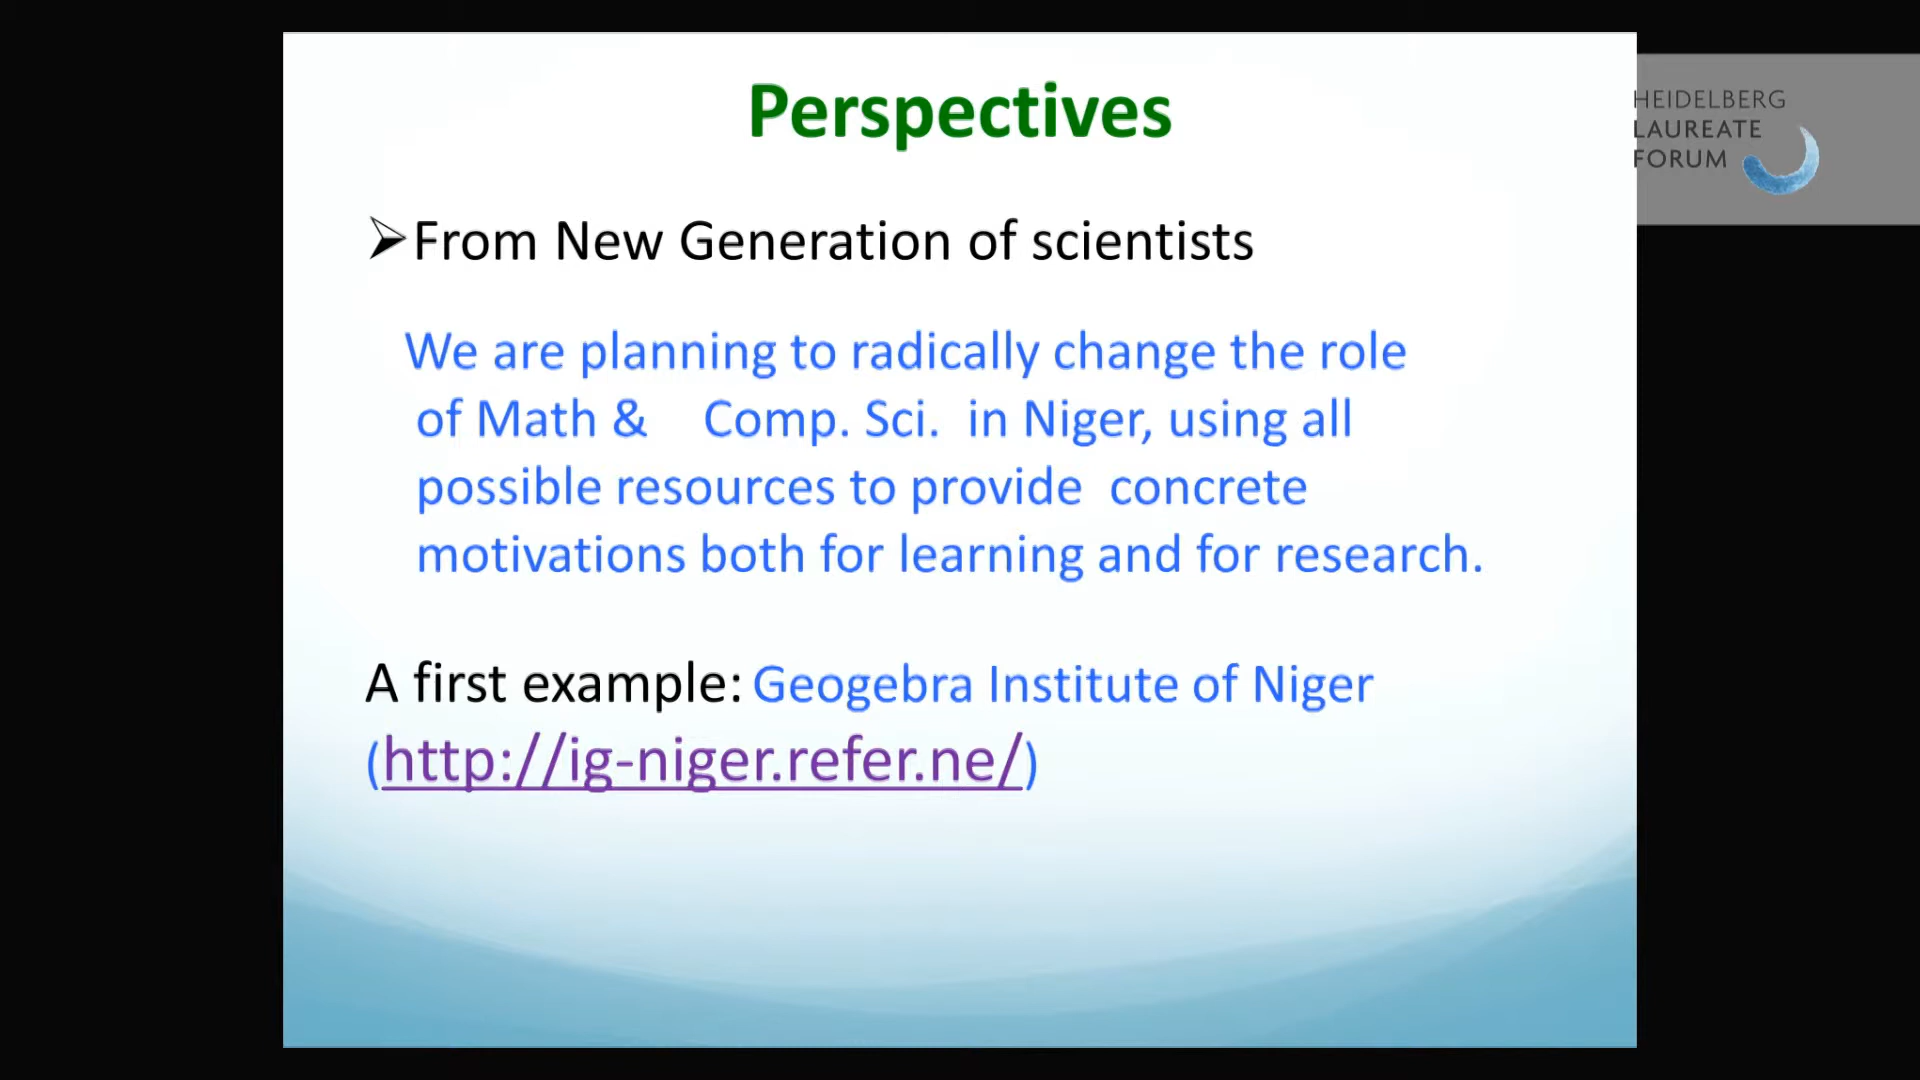 Perspectives
HEIDELBERG
LAUREATE
FORUM
➢From New Generation of scientists
We are planning to radically change the role
of Math & Comp. Sci. in Niger, using all
possible resources to provide concrete
motivations both for learning and for research.
A first example: Geogebra Institute of Niger
(http://ig-niger.refer.ne/)